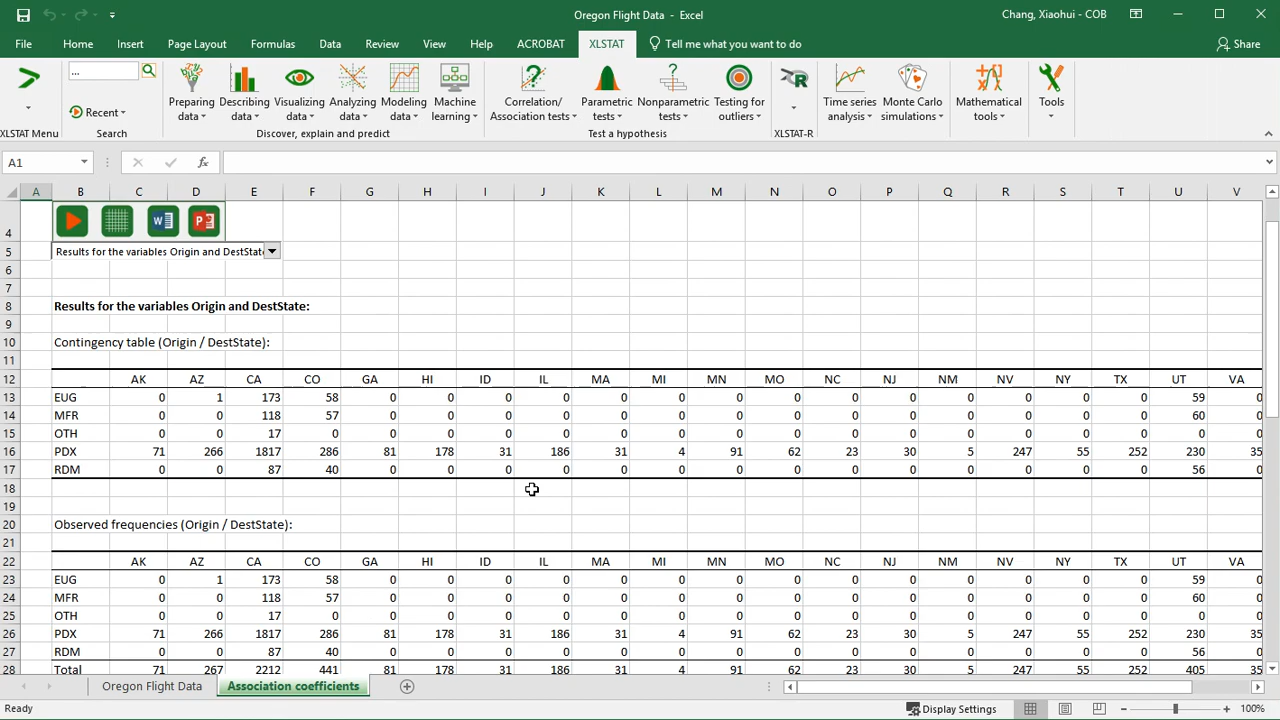 Oregon Flight Data - Excel
Chang, Xiaohui - COB
File Home Insert Page Layout Formulas Data Review View Help ACROBAT XLSTAT Tell me what you want to do Share
...
Recent
XLSTAT Menu
Search
Preparing data
Describing data
Visualizing data
Analyzing data
Modeling data
Machine learning
Discover, explain and predict
Correlation/ Association tests
Parametric tests
Nonparametric tests
Testing for outliers
Test a hypothesis
XLSTAT-R
Time series analysis
Monte Carlo simulations
Mathematical tools
Tools
A1
A B C D E F G H I J K L M N O P Q R S T U V
4
5 Results for the variables Origin and DestStat
6
7
8 Results for the variables Origin and DestState:
9
10 Contingency table (Origin / DestState):
11
12 AK AZ CA CO GA HI ID IL MA MI MN MO NC NJ NM NV NY TX UT VA
13 EUG 0 1 173 58 0 0 0 0 0 0 0 0 0 0 0 0 0 0 59 0
14 MFR 0 0 118 57 0 0 0 0 0 0 0 0 0 0 0 0 0 0 60 0
15 OTH 0 0 17 0 0 0 0 0 0 0 0 0 0 0 0 0 0 0 0 0
16 PDX 71 266 1817 286 81 178 31 186 31 4 91 62 23 30 5 247 55 252 230 35
17 RDM 0 0 87 40 0 0 0 0 0 0 0 0 0 0 0 0 0 0 56 0
18
19
20 Observed frequencies (Origin / DestState):
21
22 AK AZ CA CO GA HI ID IL MA MI MN MO NC NJ NM NV NY TX UT VA
23 EUG 0 1 173 58 0 0 0 0 0 0 0 0 0 0 0 0 0 0 59 0
24 MFR 0 0 118 57 0 0 0 0 0 0 0 0 0 0 0 0 0 0 60 0
25 OTH 0 0 17 0 0 0 0 0 0 0 0 0 0 0 0 0 0 0 0 0
26 PDX 71 266 1817 286 81 178 31 186 31 4 91 62 23 30 5 247 55 252 230 35
27 RDM 0 0 87 40 0 0 0 0 0 0 0 0 0 0 0 0 0 0 56 0
28 Total 71 267 2212 441 81 178 31 186 31 4 91 62 23 30 5 247 55 252 405 35
Oregon Flight Data Association coefficients
Ready Display Settings 100%